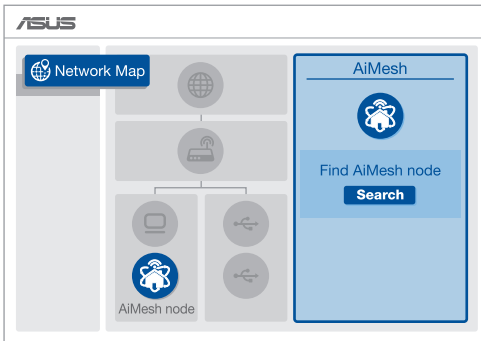 ASUS
Network Map
AiMesh
Find AiMesh node
Search
AiMesh node